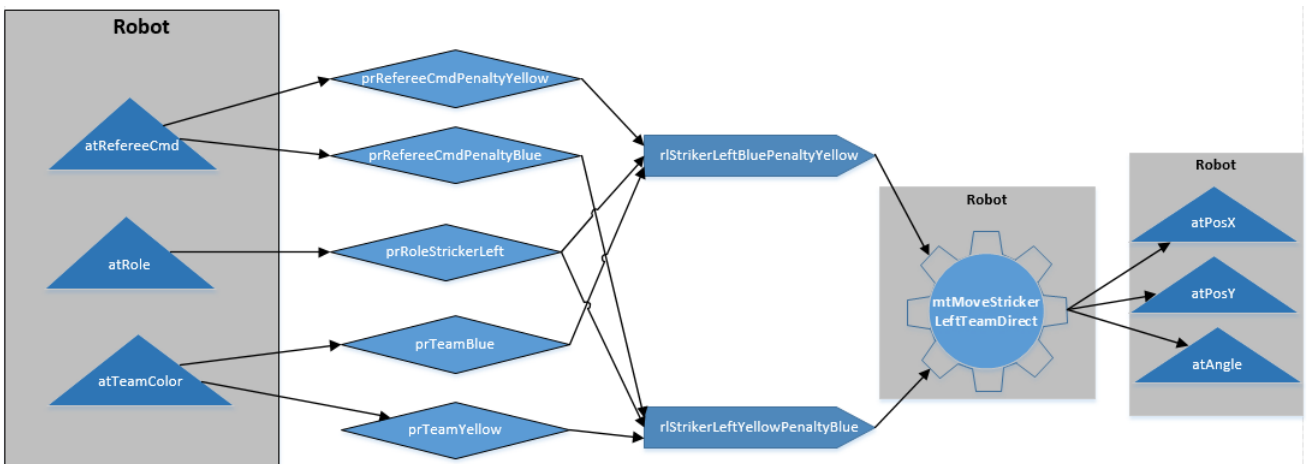 Robot
atRefereeCmd
atRole
atTeamColor
prRefereeCmdPenaltyYellow
prRefereeCmdPenaltyBlue
prRoleStrickerLeft
prTeamBlue
prTeamYellow
rlStrikerLeftBluePenaltyYellow
rlStrikerLeftYellowPenaltyBlue
Robot
mtMoveStricker
LeftTeamDirect
Robot
atPosX
atPosY
atAngle